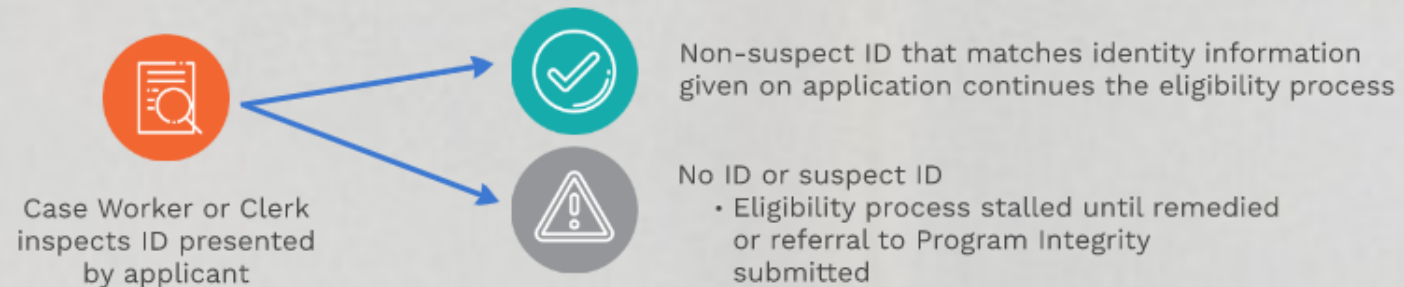 Case Worker or Clerk
inspects ID presented
by applicant
Non-suspect ID that matches identity information
given on application continues the eligibility process
No ID or suspect ID
• Eligibility process stalled until remedied
or referral to Program Integrity
submitted